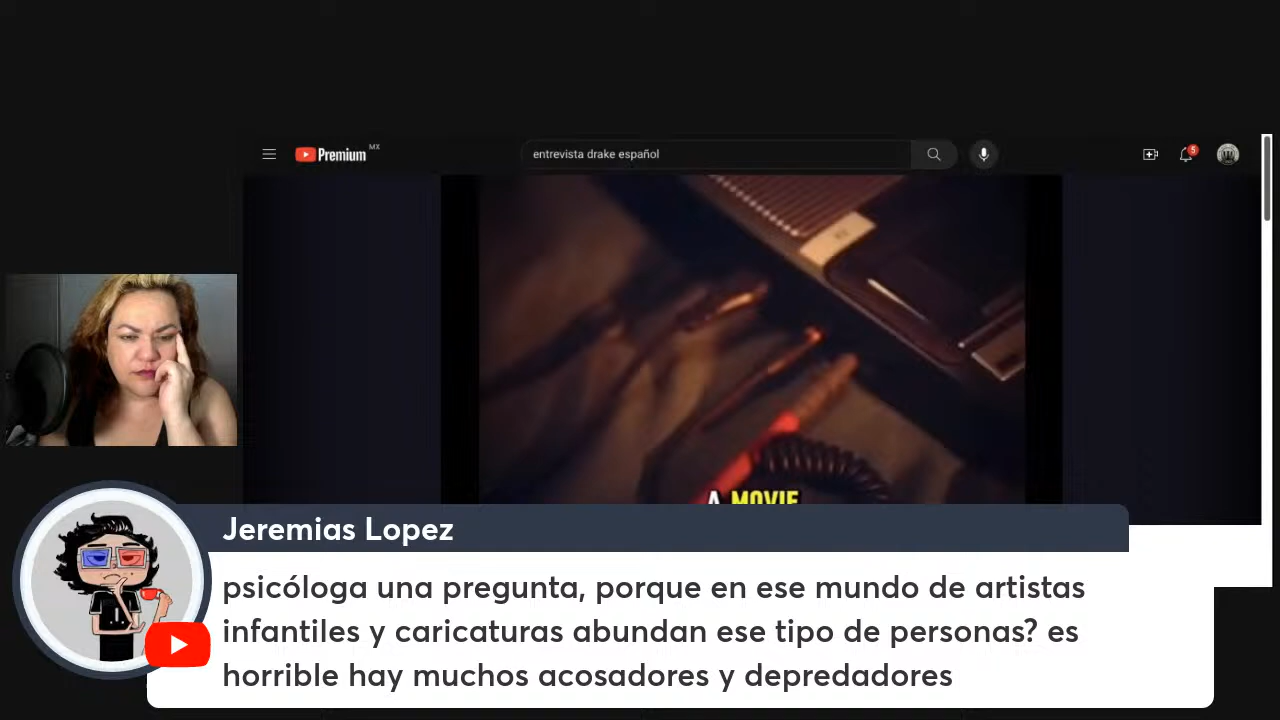 Premium MX
entrevista drake español
5
A MOVIE
Jeremias Lopez
psicóloga una pregunta, porque en ese mundo de artistas
infantiles y caricaturas abundan ese tipo de personas? es
horrible hay muchos acosadores y depredadores